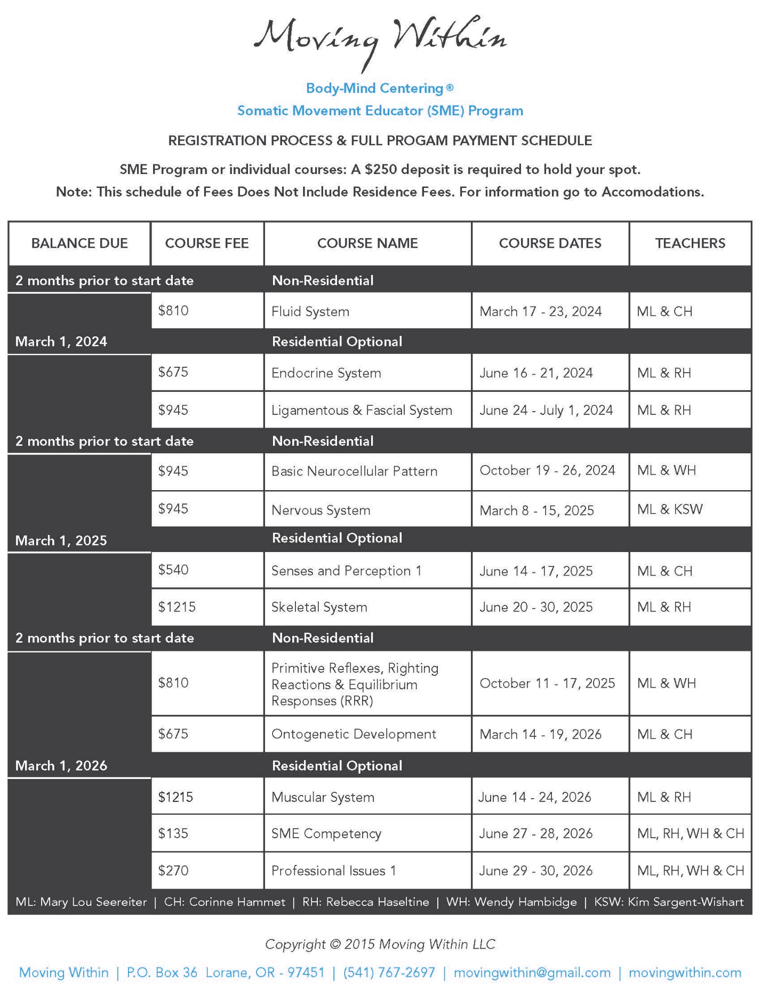 Moving Within
Body-Mind Centering®
Somatic Movement Educator (SME) Program
REGISTRATION PROCESS & FULL PROGAM PAYMENT SCHEDULE
SME Program or individual courses: A $250 deposit is required to hold your spot.
Note: This schedule of Fees Does Not Include Residence Fees. For information go to Accomodations.
BALANCE DUE COURSE FEE COURSE NAME COURSE DATES TEACHERS
2 months prior to start date Non-Residential
$810 Fluid System March 17 - 23, 2024 ML & CH
March 1, 2024 Residential Optional
$675 Endocrine System June 16 - 21, 2024 ML & RH
$945 Ligamentous & Fascial System June 24 - July 1, 2024 ML & RH
2 months prior to start date Non-Residential
$945 Basic Neurocellular Pattern October 19 - 26, 2024 ML & WH
$945 Nervous System March 8 - 15, 2025 ML & KSW
March 1, 2025 Residential Optional
$540 Senses and Perception 1 June 14 - 17, 2025 ML & CH
$1215 Skeletal System June 20 - 30, 2025 ML & RH
2 months prior to start date Non-Residential
$810 Primitive Reflexes, Righting
Reactions & Equilibrium
Responses (RRR) October 11 - 17, 2025 ML & WH
$675 Ontogenetic Development March 14 - 19, 2026 ML & CH
March 1, 2026 Residential Optional
$1215 Muscular System June 14 - 24, 2026 ML & RH
$135 SME Competency June 27 - 28, 2026 ML, RH, WH & CH
$270 Professional Issues 1 June 29 - 30, 2026 ML, RH, WH & CH
ML: Mary Lou Seereiter | CH: Corinne Hammet | RH: Rebecca Haseltine | WH: Wendy Hambidge | KSW: Kim Sargent-Wishart
Copyright © 2015 Moving Within LLC
Moving Within | P.O. Box 36 Lorane, OR - 97451 | (541) 767-2697 | movingwithin@gmail.com | movingwithin.com